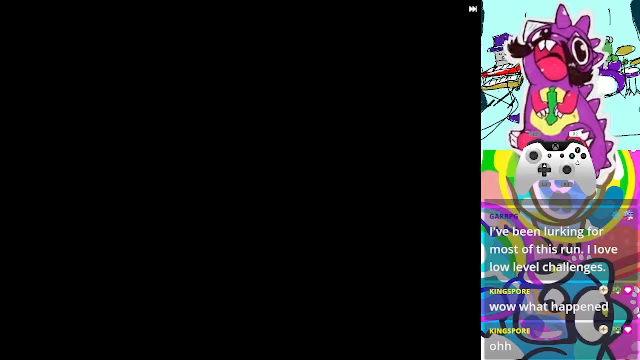 GARRPG
I've been lurking for
most of this run. I love
low level challenges.
KINGSPORE
wow what happened
KINGSPORE
ohh